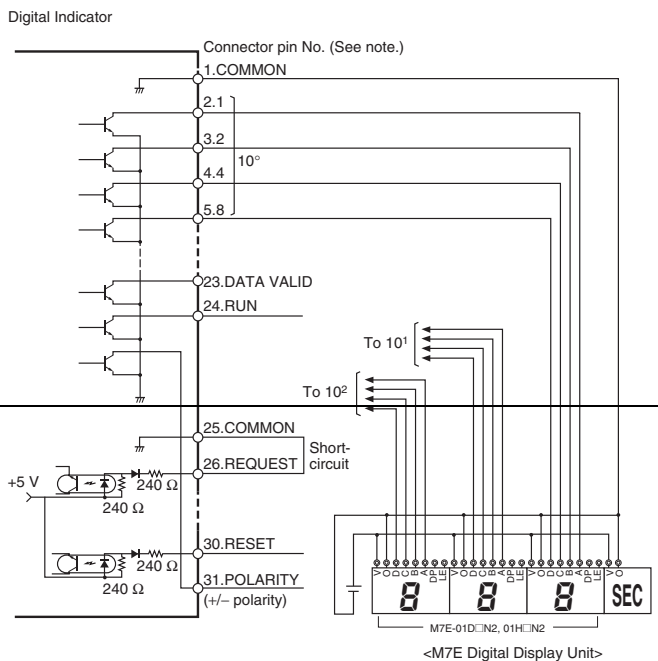 Digital Indicator
Connector pin No. (See note.)
1.COMMON
2.1
3.2
10°
4.4
5.8
23.DATA VALID
24.RUN
To 10¹
To 10²
25.COMMON
Short-
circuit
26.REQUEST
+5 V
240 Ω
240 Ω
30.RESET
240 Ω
240 Ω
31.POLARITY
(+/– polarity)
V O D C B A DP LE V O D C B A DP LE V O D C B A DP LE V O
8 8 8 SEC
M7E-01D□N2, 01H□N2
<M7E Digital Display Unit>